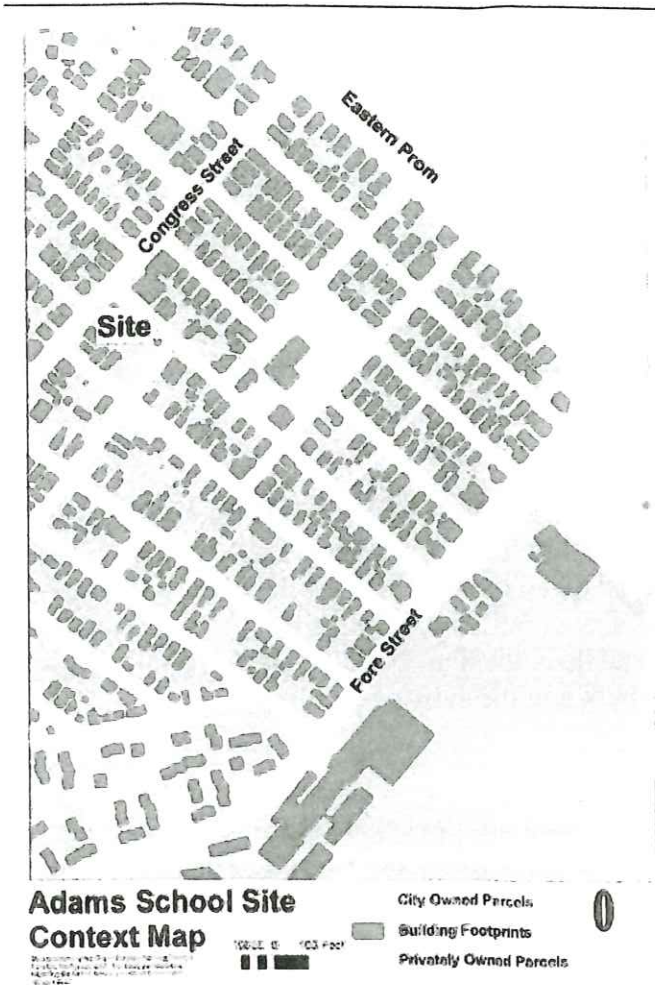 Eastern Prom
Congress Street
Site
Fore Street
Adams School Site
Context Map
City Owned Parcels
Building Footprints
Privately Owned Parcels